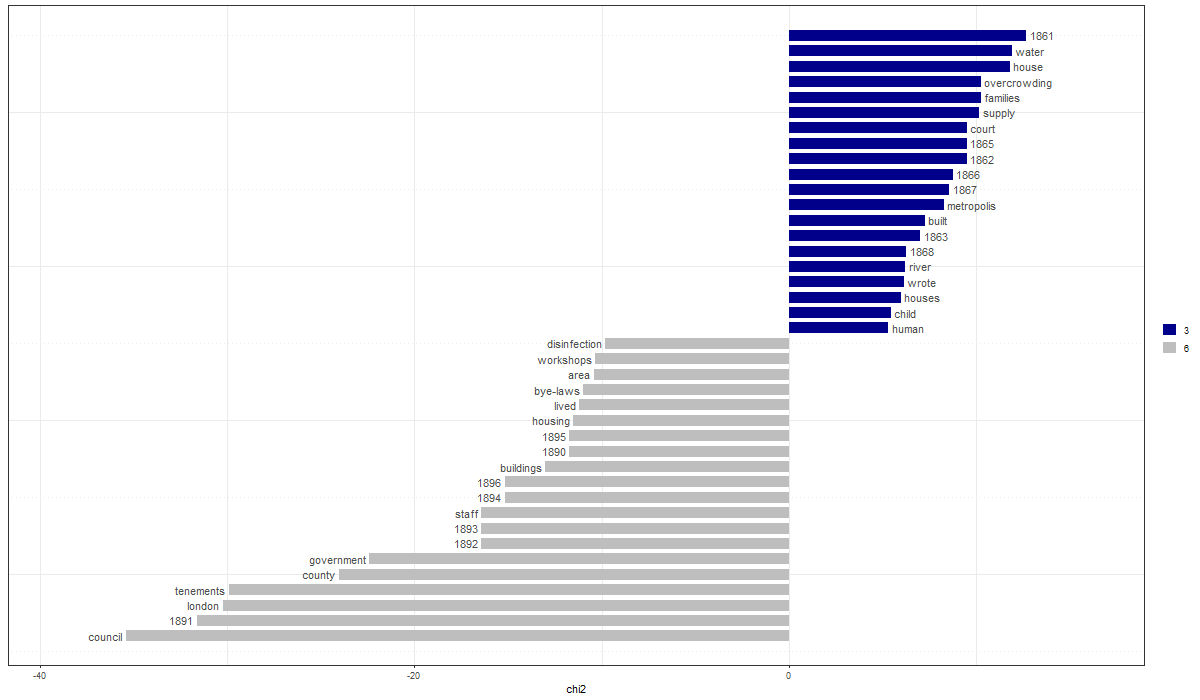 1861
water
house
overcrowding
families
supply
court
1865
1862
1866
1867
metropolis
built
1863
1868
river
wrote
houses
child
human
disinfection
3
workshops
6
area
bye-laws
lived
housing
1895
1890
buildings
1896
1894
staff
1893
1892
government
county
tenements
london
1891
council
-40
-20
0
chi2